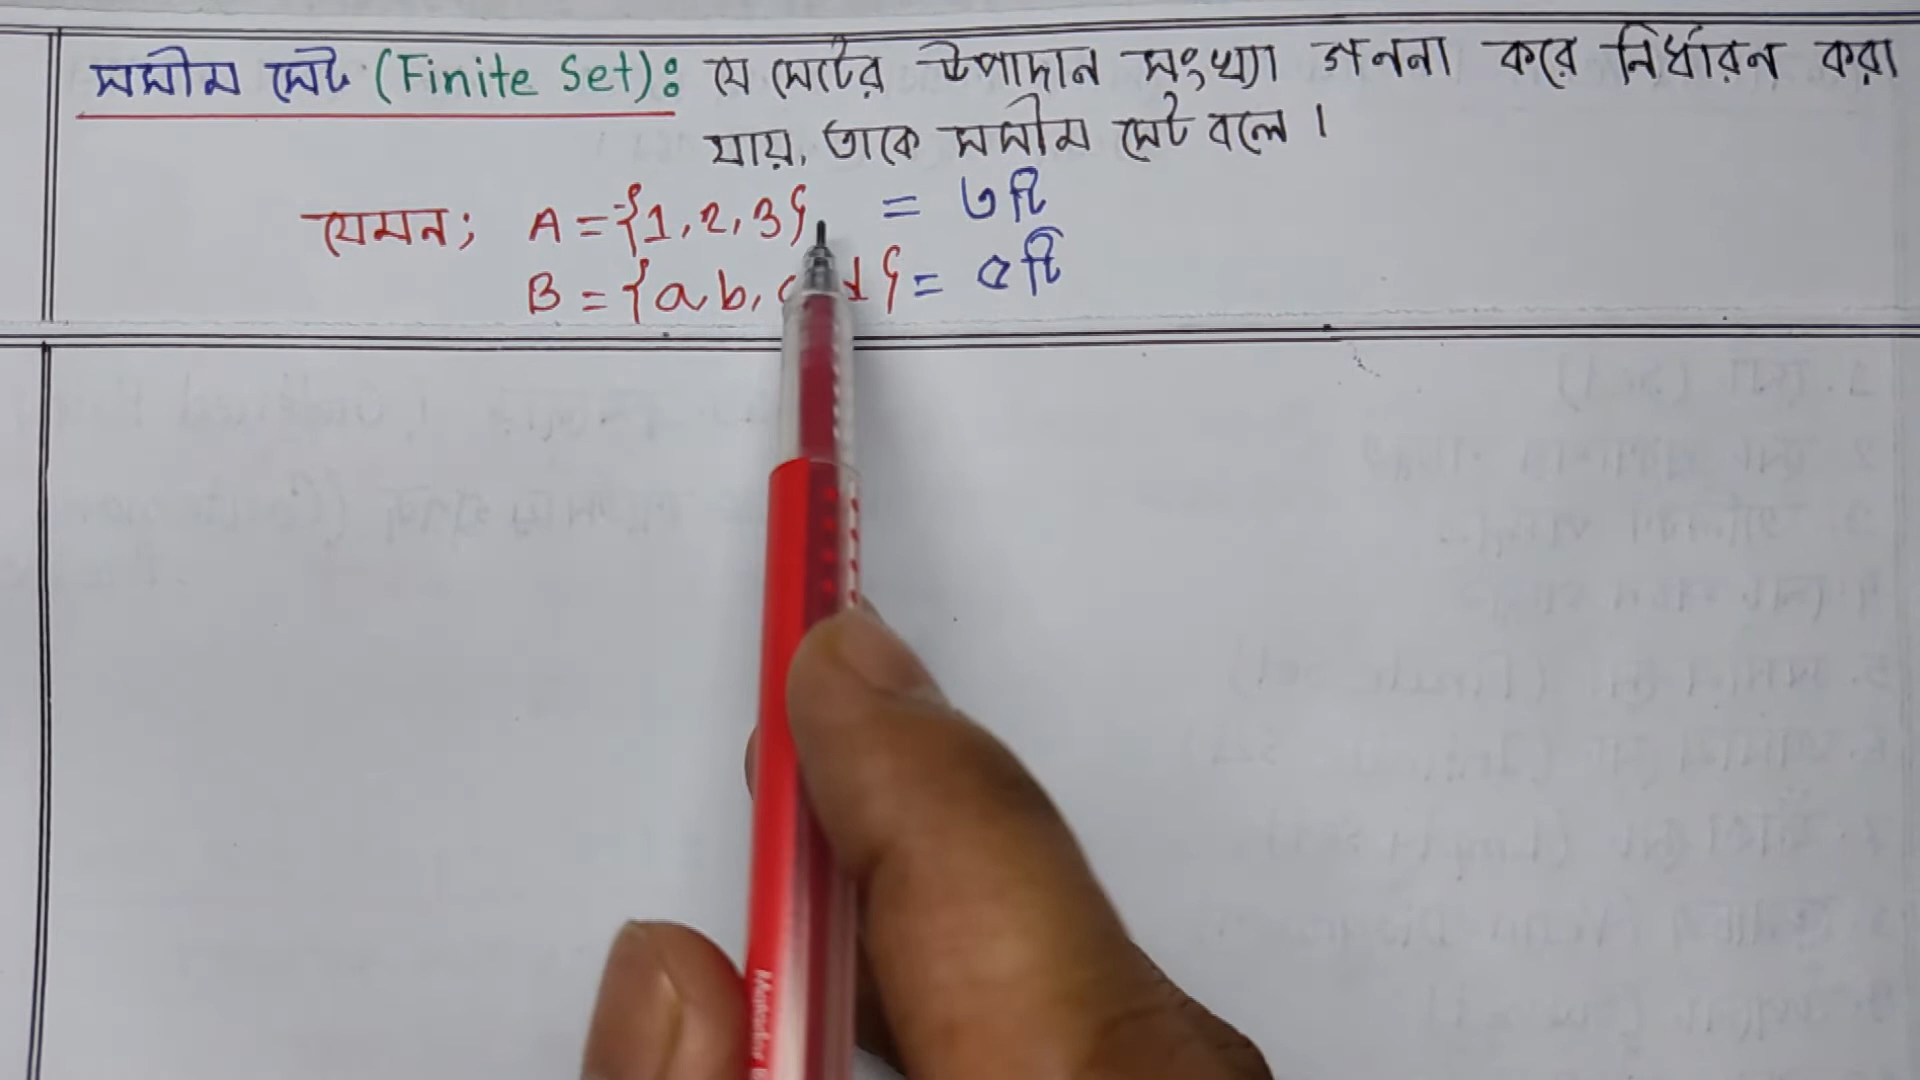 সসীম সেট (Finite Set): যে সেটের উপাদান সংখ্যা গননা করে নির্ধারন করা
যায়, তাকে সসীম সেট বলে।
যেমন; A = {1, 2, 3} = ৩টি
B = {a b, d} = ৫টি